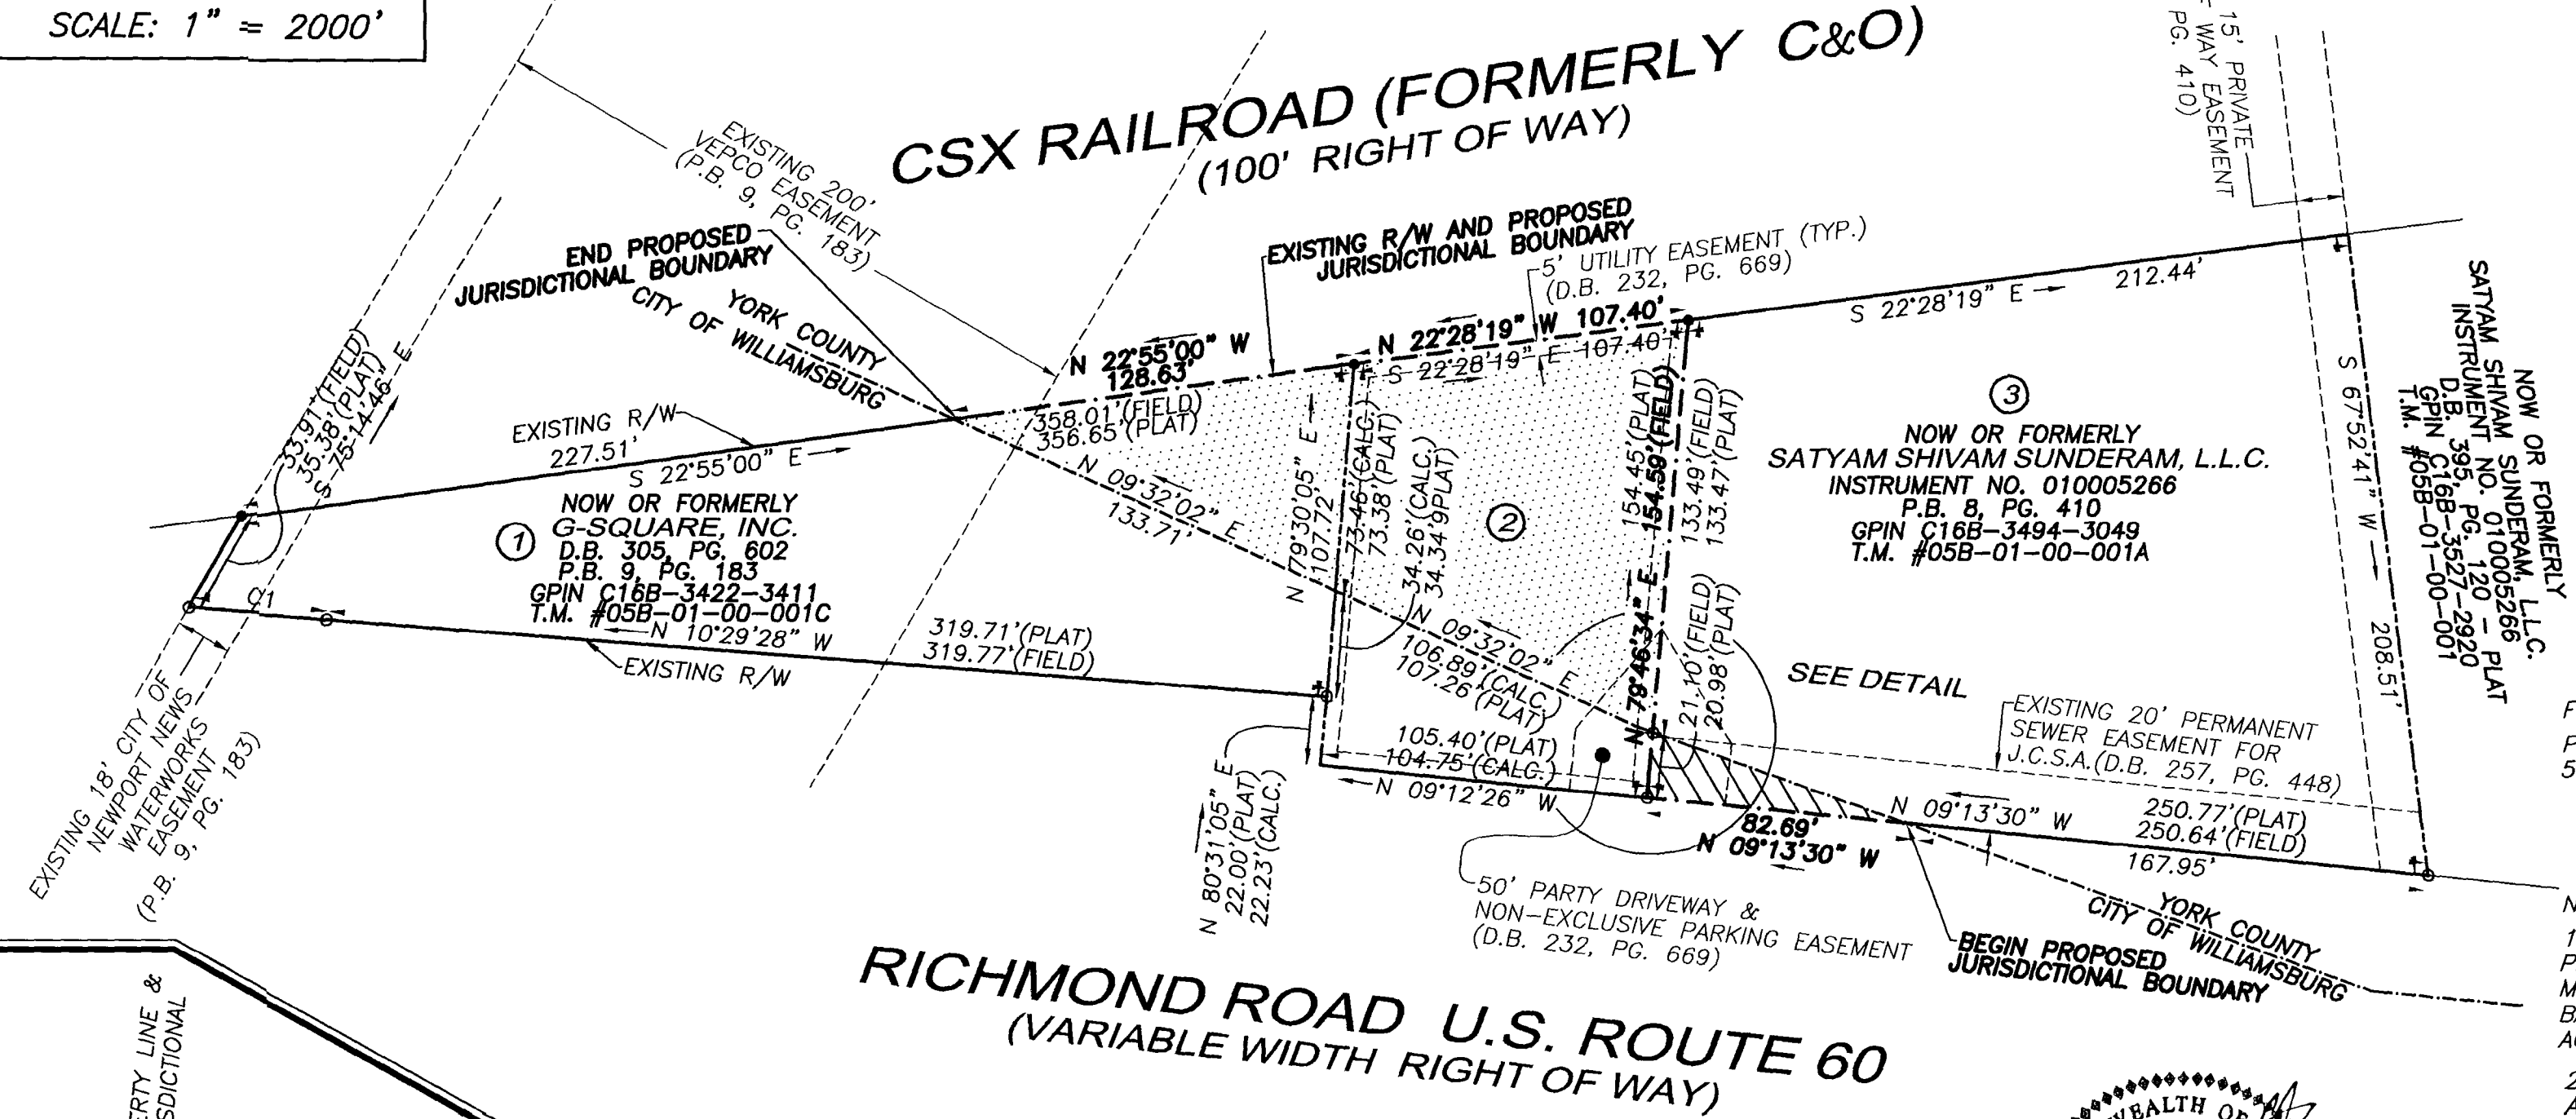 SCALE: 1" = 2000'
CSX RAILROAD (FORMERLY C&O)
(100' RIGHT OF WAY)
15' PRIVATE
WAY EASEMENT
PG. 410)
EXISTING 200'
VEPCO EASEMENT
(P.B. 9, PG. 183)
END PROPOSED
JURISDICTIONAL BOUNDARY
YORK COUNTY
CITY OF WILLIAMSBURG
EXISTING R/W AND PROPOSED
JURISDICTIONAL BOUNDARY
5' UTILITY EASEMENT (TYP.)
(D.B. 232, PG. 669)
N 22°55'00" W
128.63'
N 22°28'19" W 107.40'
S 22°28'19" E 107.40'
S 22°28'19" E
212.44'
33.91'(FIELD)
35.38'(PLAT)
S 75°14'46" E
EXISTING R/W
227.51'
S 22°55'00" E
358.01'(FIELD)
356.65'(PLAT)
N 09°32'02" E
133.71'
N 79°30'05" E
107.72'
73.46'(CALC.)
73.38'(PLAT)
34.26'(CALC.)
34.34'9PLAT)
2
154.45'(PLAT)
N 79°46'34" E 154.59'(FIELD)
133.49'(FIELD)
133.47'(PLAT)
21.10'(FIELD)
20.98'(PLAT)
3
NOW OR FORMERLY
SATYAM SHIVAM SUNDERAM, L.L.C.
INSTRUMENT NO. 010005266
P.B. 8, PG. 410
GPIN C16B-3494-3049
T.M. #05B-01-00-001A
S 6752'41" W
208.51'
NOW OR FORMERLY
SATYAM SHIVAM SUNDERAM, L.L.C.
INSTRUMENT NO. 010005266
D.B. 395, PG. 120 - PLAT
GPIN C16B-3527-2920
T.M. #05B-01-00-001
1
NOW OR FORMERLY
G-SQUARE, INC.
D.B. 305, PG. 602
P.B. 9, PG. 183
GPIN C16B-3422-3411
T.M. #05B-01-00-001C
C1
N 10°29'28" W
319.71'(PLAT)
319.77'(FIELD)
EXISTING R/W
N 09°32'02" E
106.89'(CALC.)
107.26'(PLAT)
105.40'(PLAT)
104.75'(CALC.)
N 09°12'26" W
SEE DETAIL
EXISTING 20' PERMANENT
SEWER EASEMENT FOR
J.C.S.A.(D.B. 257, PG. 448)
82.69'
N 09°13'30" W
N 09°13'30" W
250.77'(PLAT)
250.64'(FIELD)
167.95'
EXISTING 18' CITY OF
NEWPORT NEWS
WATERWORKS
EASEMENT
(P.B. 9, PG. 183)
N 80°31'05" E
22.00'(PLAT)
22.23'(CALC.)
50' PARTY DRIVEWAY &
NON-EXCLUSIVE PARKING EASEMENT
(D.B. 232, PG. 669)
YORK COUNTY
CITY OF WILLIAMSBURG
BEGIN PROPOSED
JURISDICTIONAL BOUNDARY
RICHMOND ROAD U.S. ROUTE 60
(VARIABLE WIDTH RIGHT OF WAY)
ERTY LINE &
SDICTIONAL
WEALTH OF